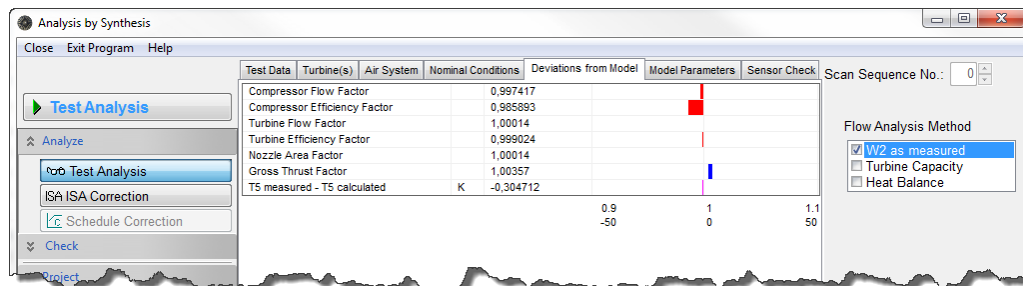 Analysis by Synthesis
Close Exit Program Help
Test Data Turbine(s) Air System Nominal Conditions Deviations from Model Model Parameters Sensor Check
Scan Sequence No.: 0
Test Analysis
Analyze
Test Analysis
ISA ISA Correction
Schedule Correction
Check
Project
Compressor Flow Factor 0,997417
Compressor Efficiency Factor 0,985893
Turbine Flow Factor 1,00014
Turbine Efficiency Factor 0,999024
Nozzle Area Factor 1,00014
Gross Thrust Factor 1,00357
T5 measured - T5 calculated K -0,304712
0.9 1 1.1
-50 0 50
Flow Analysis Method
W2 as measured
Turbine Capacity
Heat Balance